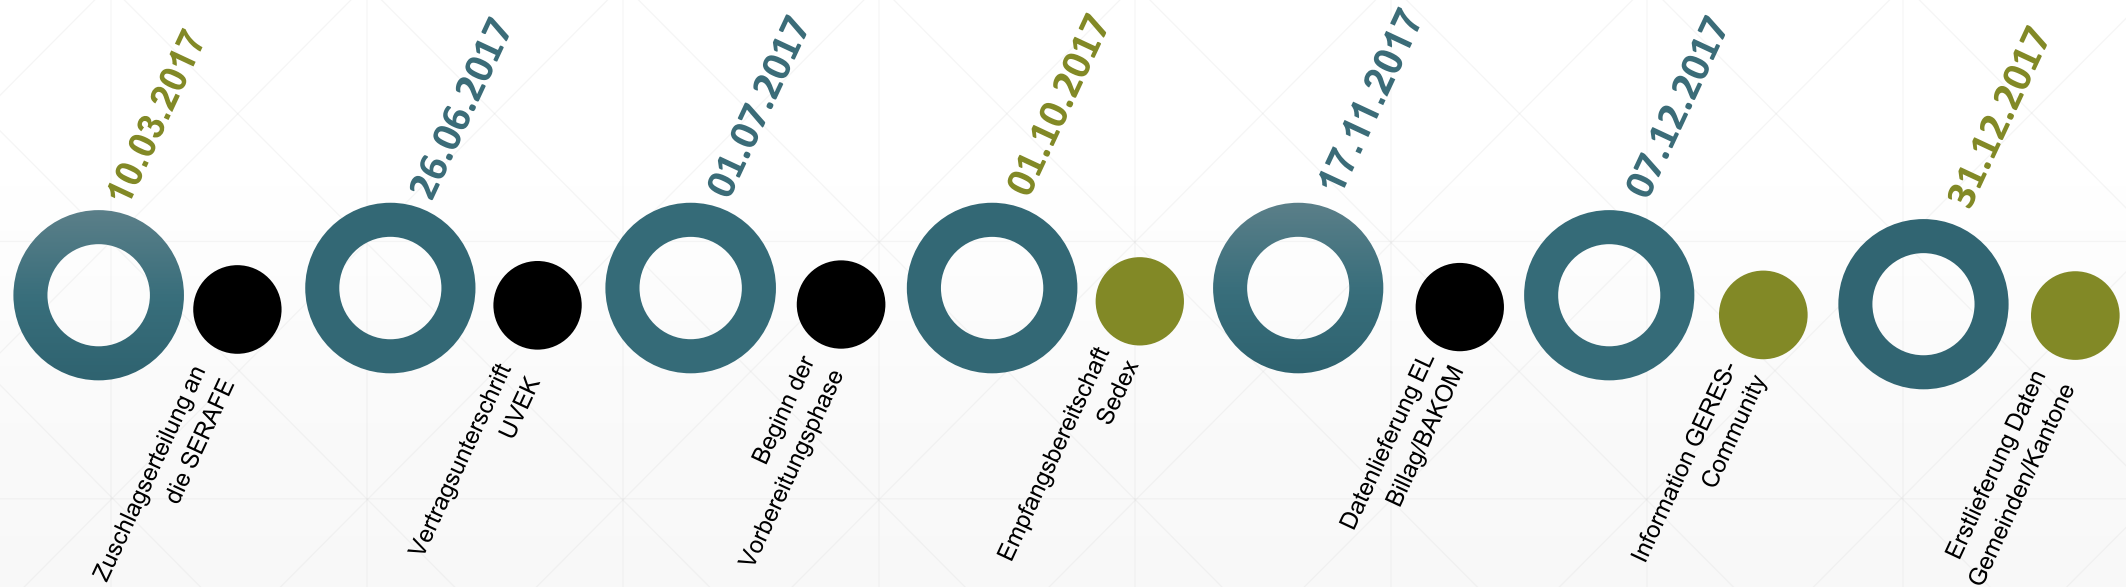 10.03.2017
Zuschlagserteilung an
die SERAFE
26.06.2017
Vertragsunterschrift
UVEK
01.07.2017
Beginn der
Vorbereitungsphase
01.10.2017
Empfangsbereitschaft
Sedex
17.11.2017
Datenlieferung EL
Billag/BAKOM
07.12.2017
Information GERES-
Community
31.12.2017
Erstlieferung Daten
Gemeinden/Kantone